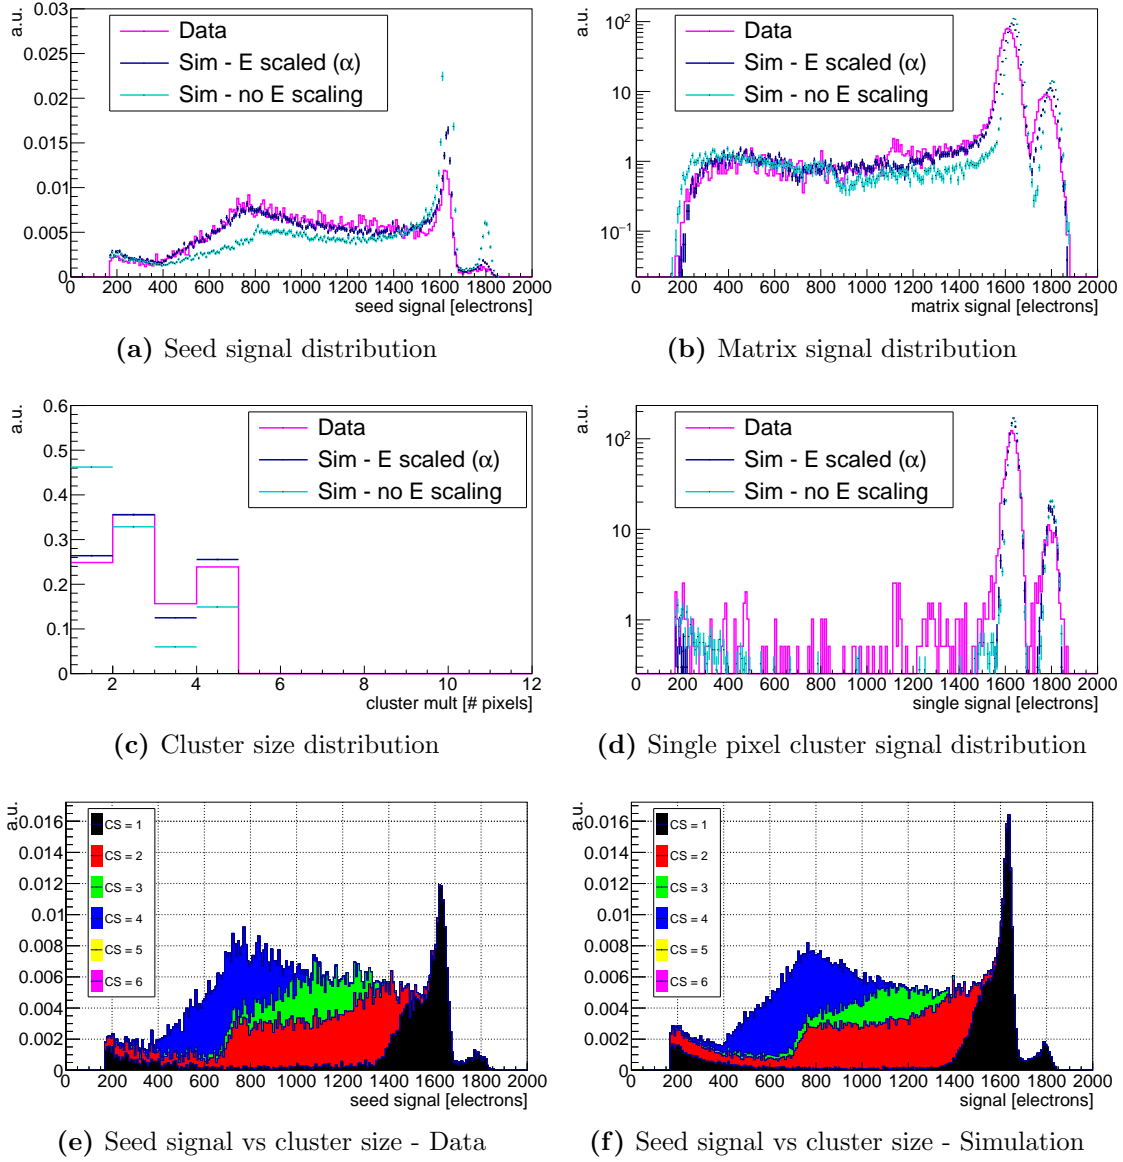 a.u.
0.03
0.025
0.02
0.015
0.01
0.005
0
Data
Sim - E scaled (α)
Sim - no E scaling
0 200 400 600 800 1000 1200 1400 1600 1800 2000
seed signal [electrons]
(a) Seed signal distribution
a.u.
10²
10
1
10⁻¹
Data
Sim - E scaled (α)
Sim - no E scaling
0 200 400 600 800 1000 1200 1400 1600 1800 2000
matrix signal [electrons]
(b) Matrix signal distribution
a.u.
0.6
0.5
0.4
0.3
0.2
0.1
0
Data
Sim - E scaled (α)
Sim - no E scaling
2 4 6 8 10 12
cluster mult [# pixels]
(c) Cluster size distribution
a.u.
10²
10
1
Data
Sim - E scaled (α)
Sim - no E scaling
0 200 400 600 800 1000 1200 1400 1600 1800 2000
single signal [electrons]
(d) Single pixel cluster signal distribution
a.u.
0.016
0.014
0.012
0.01
0.008
0.006
0.004
0.002
0
CS = 1
CS = 2
CS = 3
CS = 4
CS = 5
CS = 6
0 200 400 600 800 1000 1200 1400 1600 1800 2000
seed signal [electrons]
(e) Seed signal vs cluster size - Data
a.u.
0.016
0.014
0.012
0.01
0.008
0.006
0.004
0.002
0
CS = 1
CS = 2
CS = 3
CS = 4
CS = 5
CS = 6
0 200 400 600 800 1000 1200 1400 1600 1800 2000
signal [electrons]
(f) Seed signal vs cluster size - Simulation